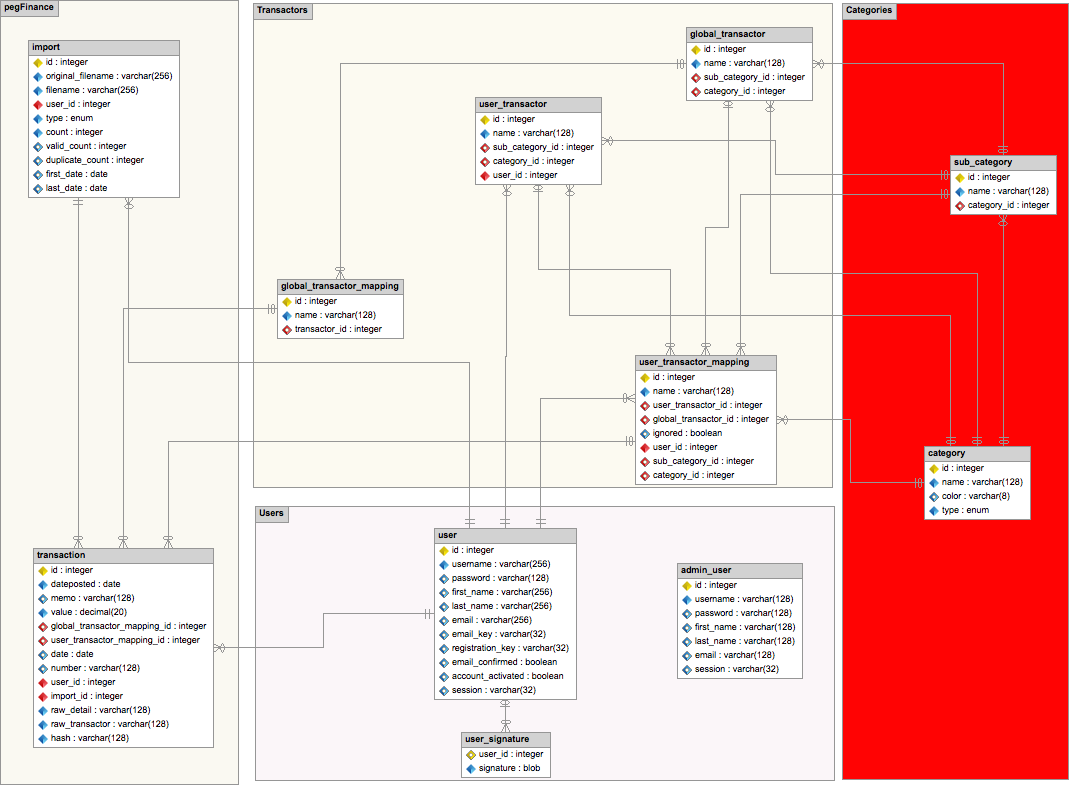 pegFinance
import
id : integer
original_filename : varchar(256)
filename : varchar(256)
user_id : integer
type : enum
count : integer
valid_count : integer
duplicate_count : integer
first_date : date
last_date : date
transaction
id : integer
dateposted : date
memo : varchar(128)
value : decimal(20)
global_transactor_mapping_id : integer
user_transactor_mapping_id : integer
date : date
number : varchar(128)
user_id : integer
import_id : integer
raw_detail : varchar(128)
raw_transactor : varchar(128)
hash : varchar(128)
Transactors
global_transactor
id : integer
name : varchar(128)
sub_category_id : integer
category_id : integer
user_transactor
id : integer
name : varchar(128)
sub_category_id : integer
category_id : integer
user_id : integer
global_transactor_mapping
id : integer
name : varchar(128)
transactor_id : integer
user_transactor_mapping
id : integer
name : varchar(128)
user_transactor_id : integer
global_transactor_id : integer
ignored : boolean
user_id : integer
sub_category_id : integer
category_id : integer
Users
user
id : integer
username : varchar(256)
password : varchar(128)
first_name : varchar(256)
last_name : varchar(256)
email : varchar(256)
email_key : varchar(32)
registration_key : varchar(32)
email_confirmed : boolean
account_activated : boolean
session : varchar(32)
admin_user
id : integer
username : varchar(128)
password : varchar(128)
first_name : varchar(128)
last_name : varchar(128)
email : varchar(128)
session : varchar(32)
user_signature
user_id : integer
signature : blob
Categories
sub_category
id : integer
name : varchar(128)
category_id : integer
category
id : integer
name : varchar(128)
color : varchar(8)
type : enum